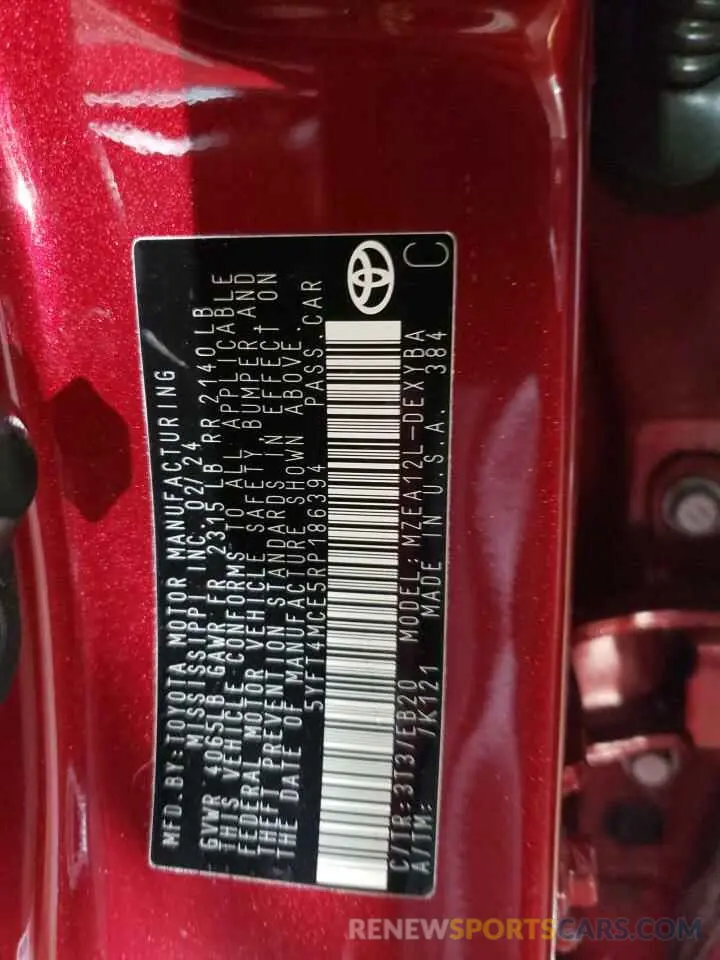 MFD. BY: TOYOTA MOTOR MANUFACTURING
MISSISSIPPI INC. 02/24
GVWR 4065LB GAWR FR 2315 LB RR 2140 LB
THIS VEHICLE CONFORMS TO ALL APPLICABLE
FEDERAL MOTOR VEHICLE SAFETY, BUMPER AND
THEFT PREVENTION STANDARDS IN EFFECT ON
THE DATE OF MANUFACTURE SHOWN ABOVE.
5YFT4MCE5RP186394 PASS. CAR
C/TR: 3T37EB20 MODEL: MZEA12L-DEXYBA
A/TM: /K121 MADE IN U.S.A. 384
C
RENEWSPORTSCARS.COM